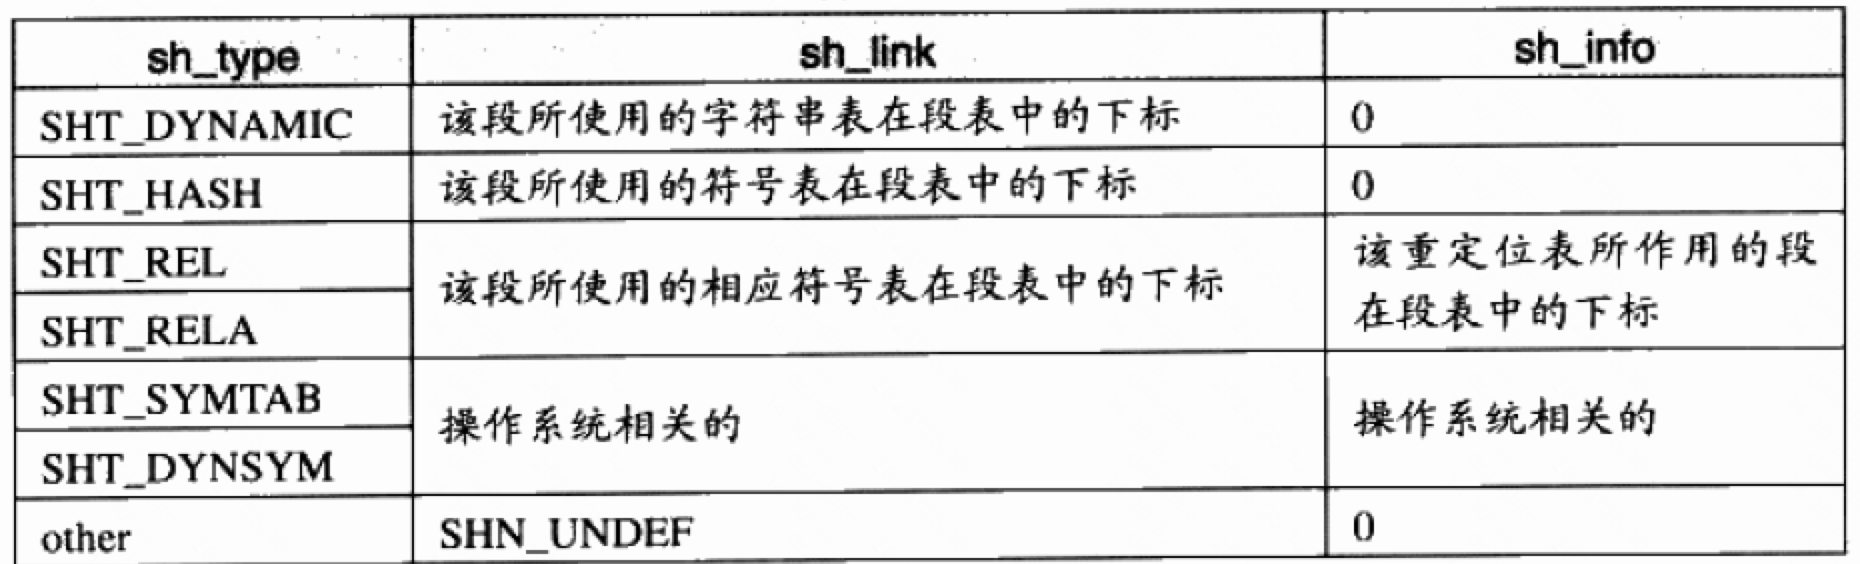 sh_type sh_link sh_info
SHT_DYNAMIC 该段所使用的字符串表在段表中的下标 0
SHT_HASH 该段所使用的符号表在段表中的下标 0
SHT_REL
SHT_RELA
该段所使用的相应符号表在段表中的下标
该重定位表所作用的段
在段表中的下标
SHT_SYMTAB
SHT_DYNSYM
操作系统相关的
操作系统相关的
other SHN_UNDEF 0